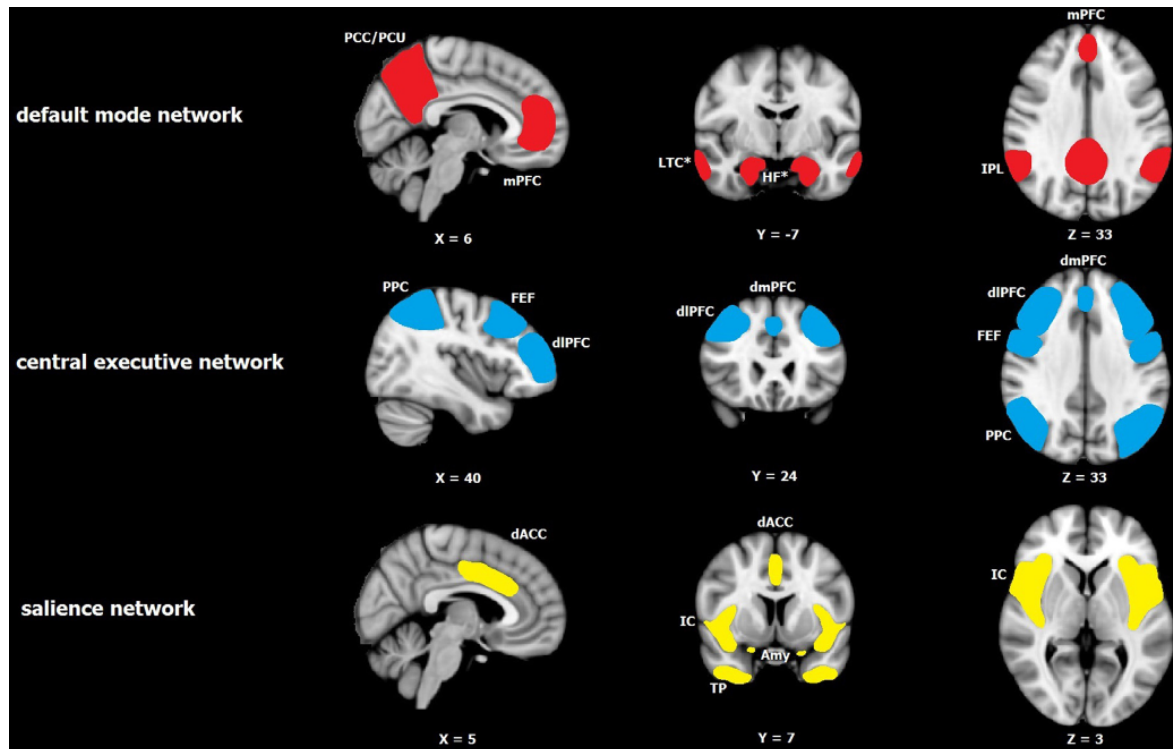 default mode network
PCC/PCU
mPFC
X = 6
LTC*
HF*
Y = -7
mPFC
IPL
Z = 33
central executive network
PPC
FEF
dlPFC
X = 40
dmPFC
dlPFC
Y = 24
dmPFC
dlPFC
FEF
PPC
Z = 33
salience network
dACC
X = 5
dACC
IC
Amy
TP
Y = 7
IC
Z = 3